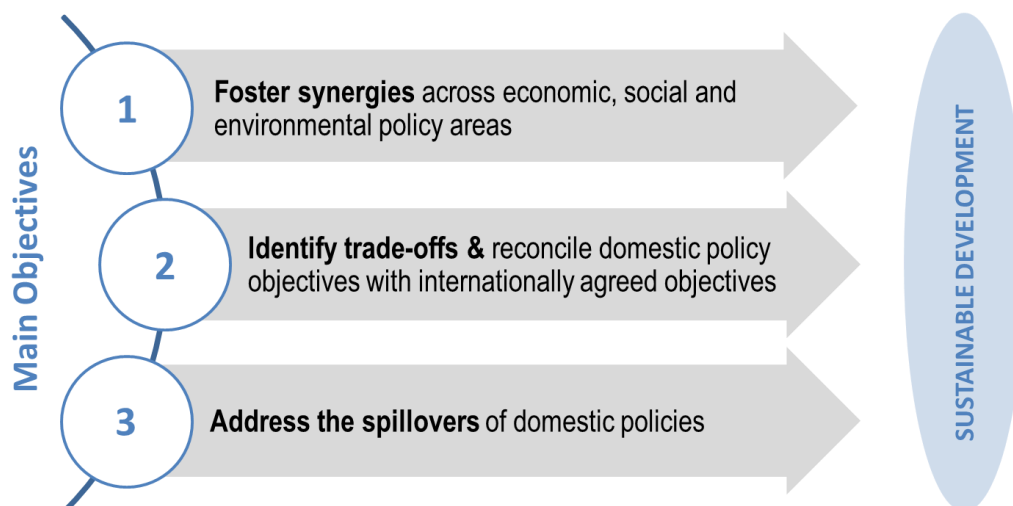 Main Objectives
1
Foster synergies across economic, social and
environmental policy areas
2
Identify trade-offs & reconcile domestic policy
objectives with internationally agreed objectives
3
Address the spillovers of domestic policies
SUSTAINABLE DEVELOPMENT